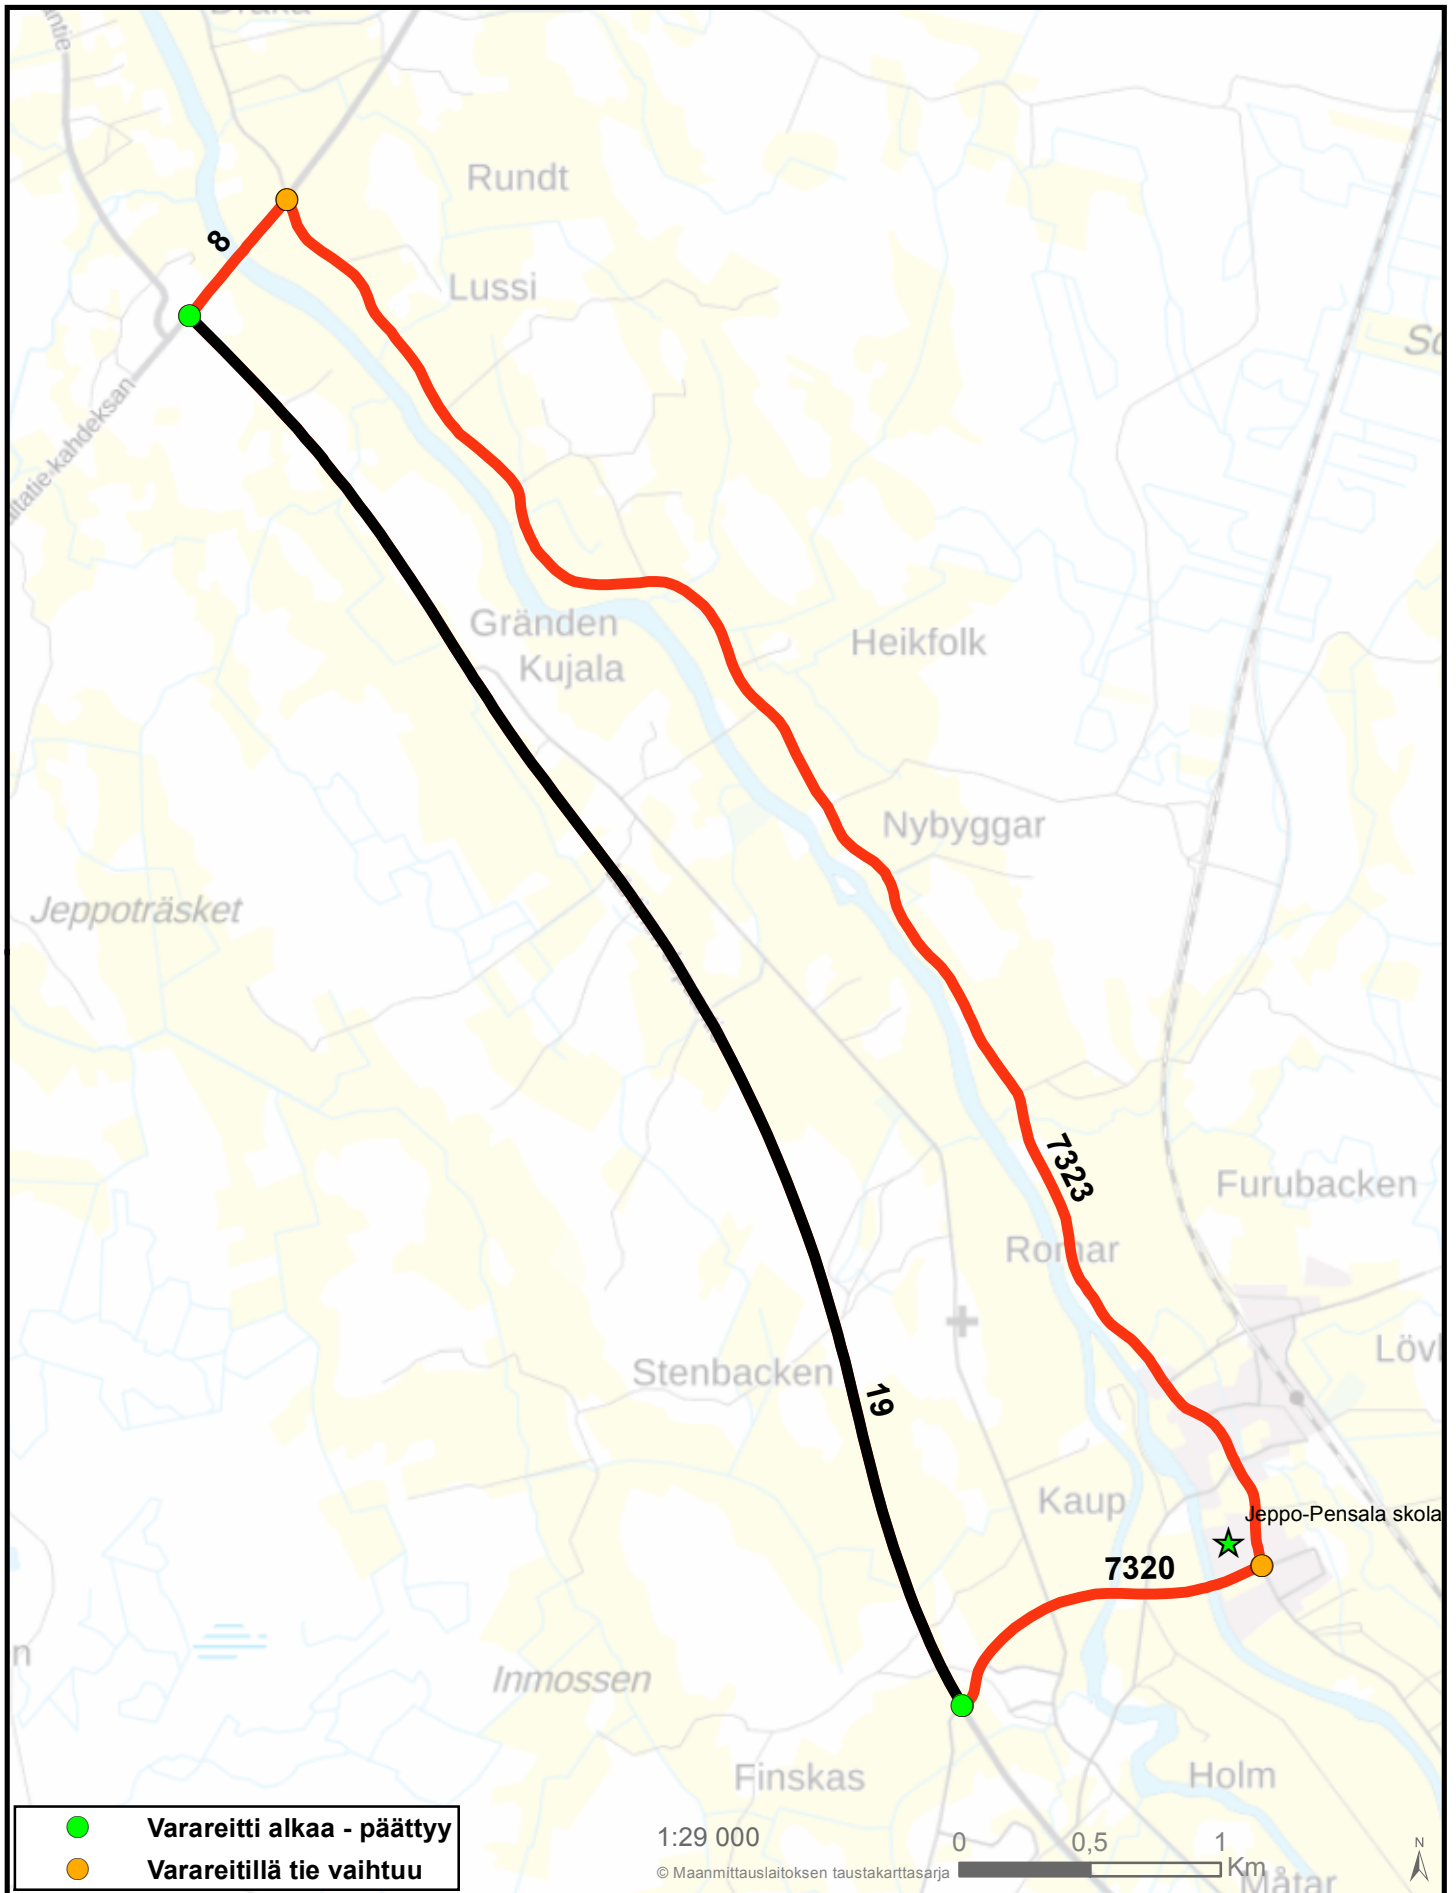 Rundt
8
Lussi
Gränden
Kujala
Heikfolk
Nybyggar
Jeppoträsket
7323
Furubacken
Romar
Stenbacken
19
Kaup
Jeppo-Pensala skola
7320
Inmossen
Finskas
Holm
Måtar
Varareitti alkaa - päättyy
Varareitillä tie vaihtuu
1:29 000
© Maanmittauslaitoksen taustakarttasarja
0 0,5 1
Km
N